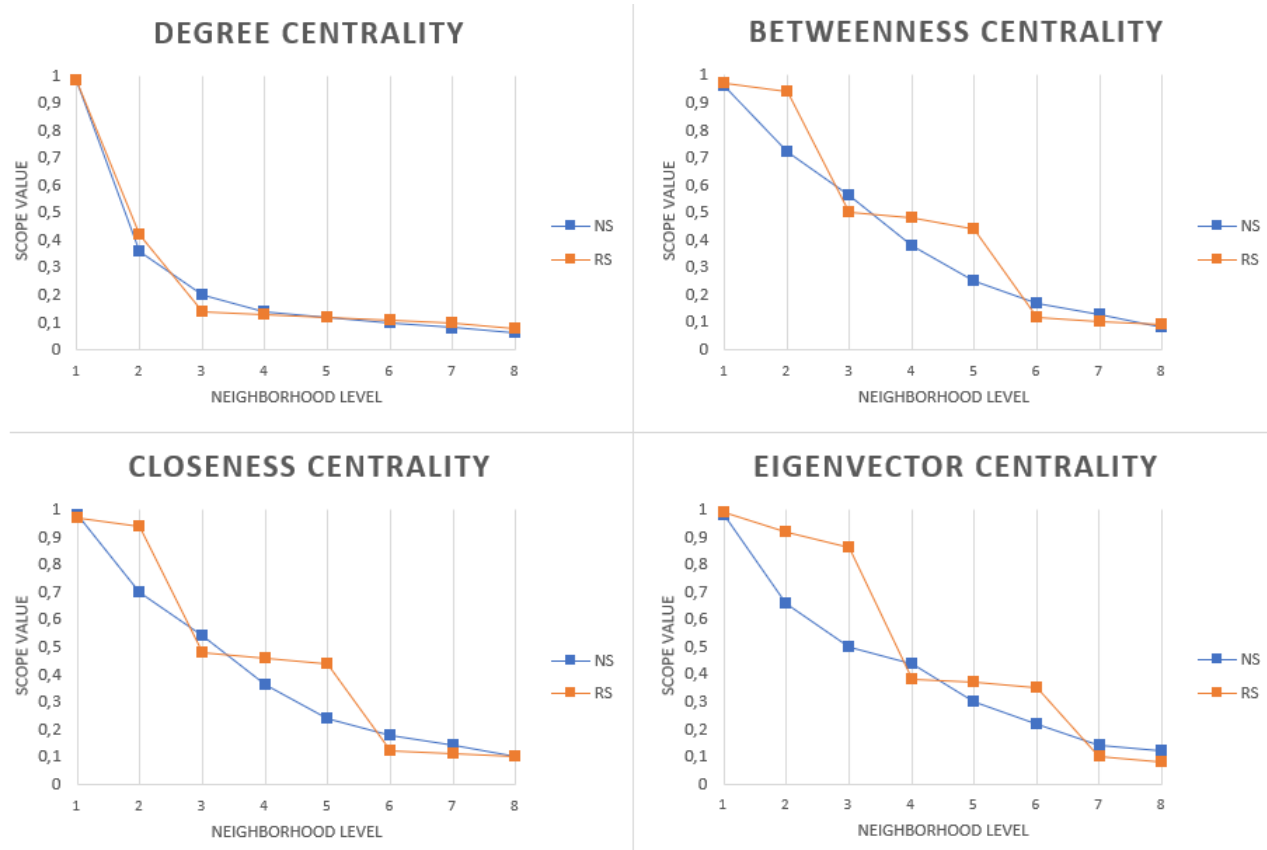 DEGREE CENTRALITY
1
0,9
0,8
0,7
0,6
0,5
0,4
0,3
0,2
0,1
0
SCOPE VALUE
1 2 3 4 5 6 7 8
NEIGHBORHOOD LEVEL
NS
RS
BETWEENNESS CENTRALITY
1
0,9
0,8
0,7
0,6
0,5
0,4
0,3
0,2
0,1
0
SCOPE VALUE
1 2 3 4 5 6 7 8
NEIGHBORHOOD LEVEL
NS
RS
CLOSENESS CENTRALITY
1
0,9
0,8
0,7
0,6
0,5
0,4
0,3
0,2
0,1
0
SCOPE VALUE
1 2 3 4 5 6 7 8
NEIGHBORHOOD LEVEL
NS
RS
EIGENVECTOR CENTRALITY
1
0,9
0,8
0,7
0,6
0,5
0,4
0,3
0,2
0,1
0
SCOPE VALUE
1 2 3 4 5 6 7 8
NEIGHBORHOOD LEVEL
NS
RS